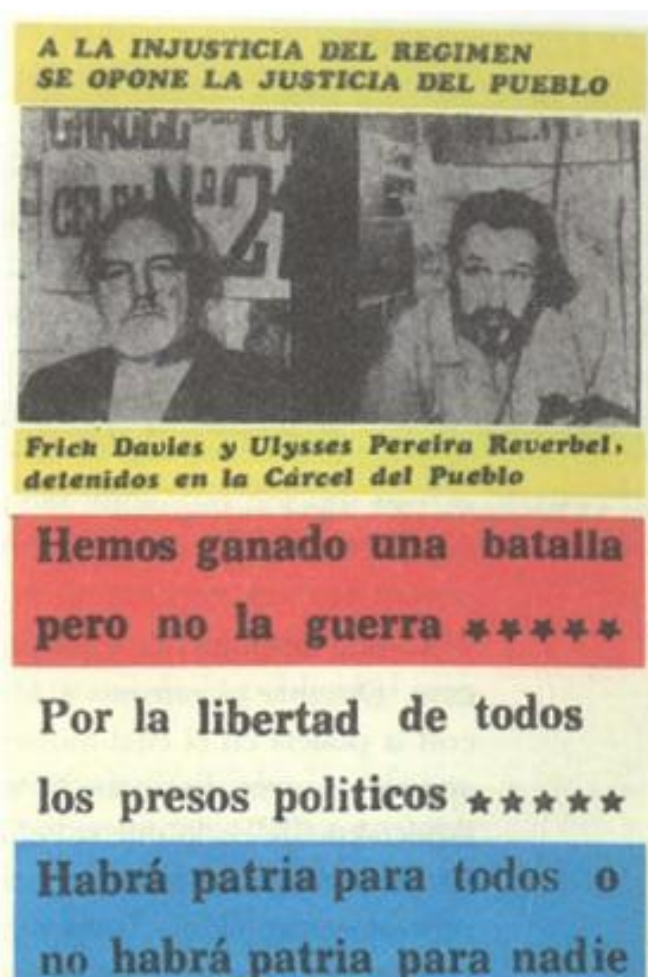 A LA INJUSTICIA DEL REGIMEN
SE OPONE LA JUSTICIA DEL PUEBLO
CARCEL
Nº21
Frick Davies y Ulysses Pereira Reverbel,
detenidos en la Cárcel del Pueblo
Hemos ganado una batalla
pero no la guerra ★★★★★
Por la libertad de todos
los presos politicos ★★★★★
Habrá patria para todos o
no habrá patria para nadie